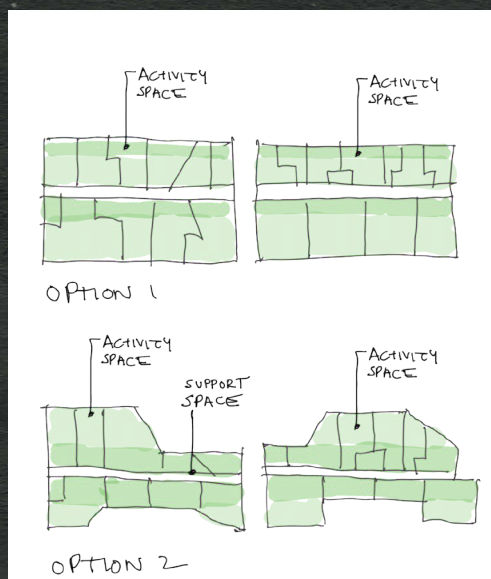 ACTIVITY
SPACE
ACTIVITY
SPACE
OPTION 1
ACTIVITY
SPACE
SUPPORT
SPACE
ACTIVITY
SPACE
OPTION 2